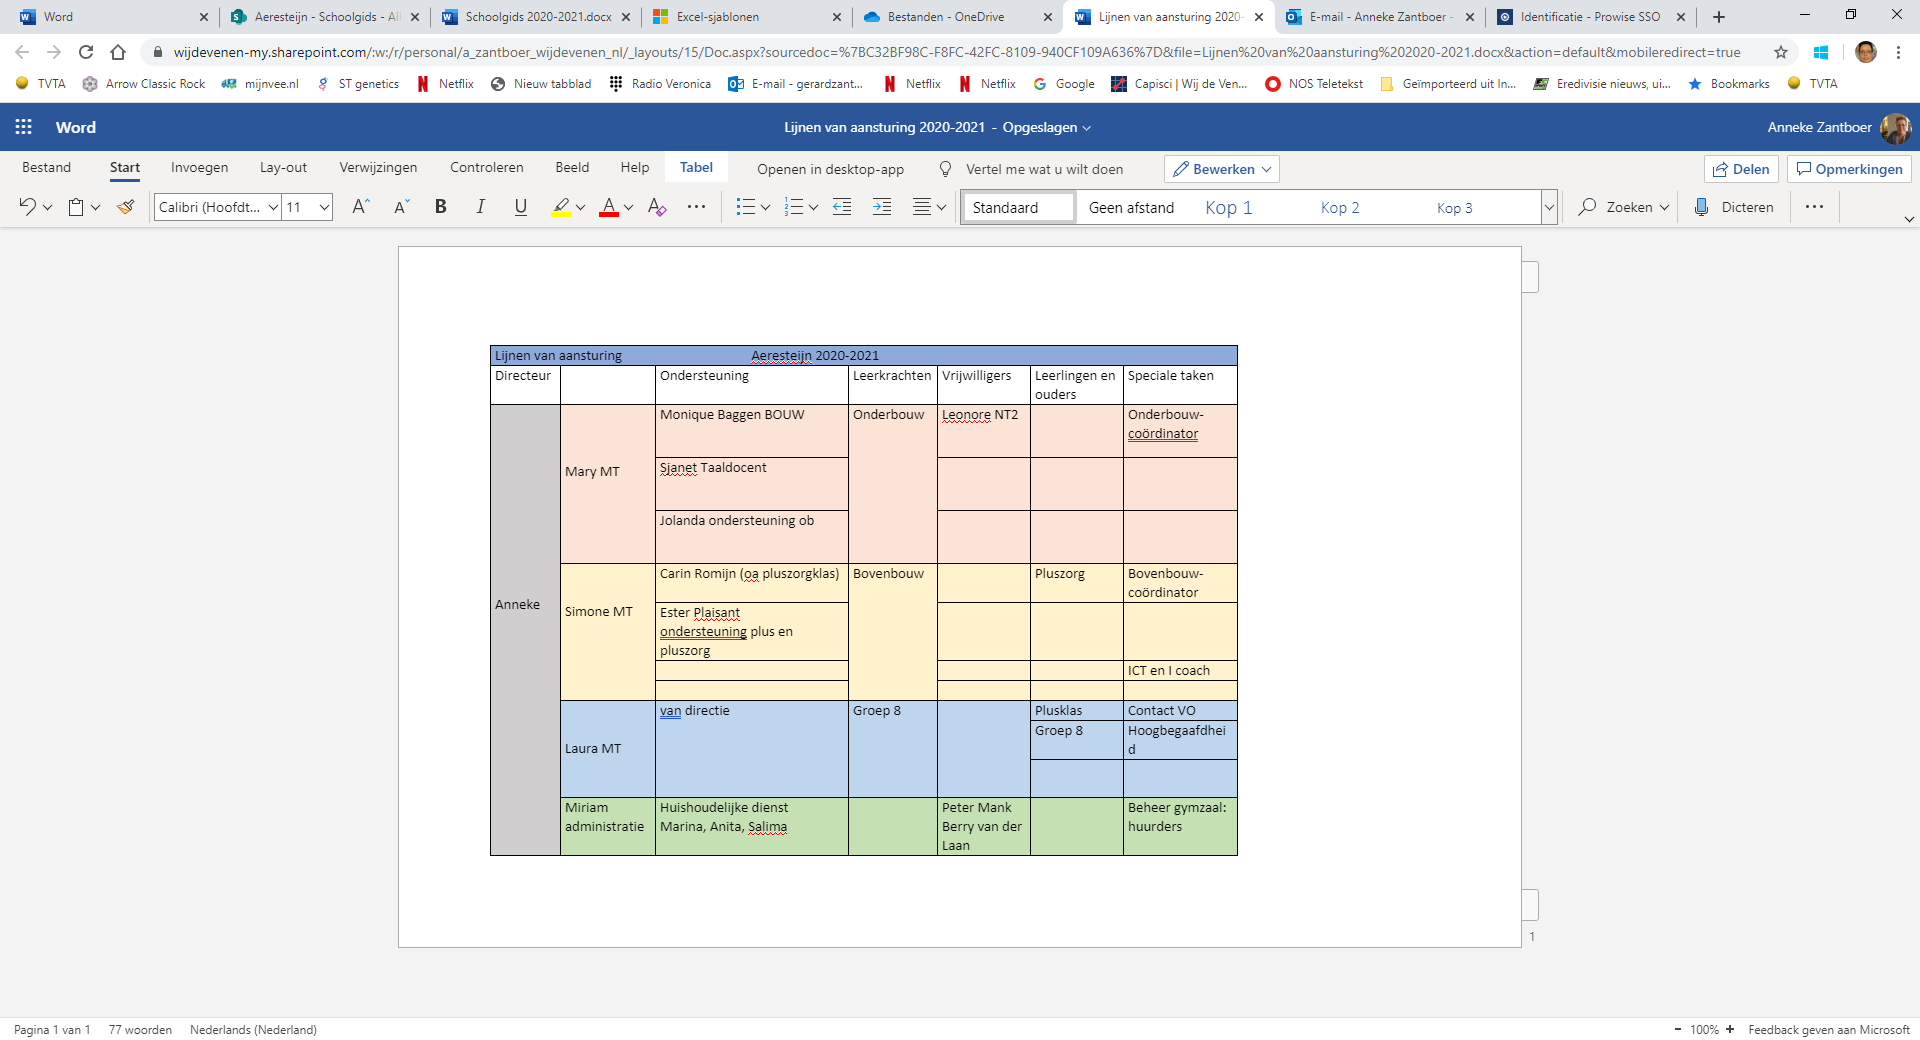 Word
Aeresteijn - Schoolgids - All
Schoolgids 2020-2021.docx
Excel-sjablonen
Bestanden - OneDrive
Lijnen van aansturing 2020-
E-mail - Anneke Zantboer -
Identificatie - Prowise SSO
wijdevenen-my.sharepoint.com/:w:/r/personal/a_zantboer_wijdevenen_nl/_layouts/15/Doc.aspx?sourcedoc=%7BC32BF98C-F8FC-42FC-8109-940CF109A636%7D&file=Lijnen%20van%20aansturing%202020-2021.docx&action=default&mobileredirect=true
TVTA
Arrow Classic Rock
mijnvee.nl
ST genetics
Netflix
Nieuw tabblad
Radio Veronica
E-mail - gerardzant...
Netflix
Netflix
Google
Capisci | Wij de Ven...
NOS Teletekst
Geïmporteerd uit In...
Eredivisie nieuws, ui...
Bookmarks
TVTA
Word
Lijnen van aansturing 2020-2021 - Opgeslagen
Anneke Zantboer
Bestand
Start
Invoegen
Lay-out
Verwijzingen
Controleren
Beeld
Help
Tabel
Openen in desktop-app
Vertel me wat u wilt doen
Bewerken
Delen
Opmerkingen
Calibri (Hoofdt...
11
B
I
U
Standaard
Geen afstand
Kop 1
Kop 2
Kop 3
Zoeken
Dicteren
Lijnen van aansturing Aeresteijn 2020-2021
Directeur
Ondersteuning
Leerkrachten
Vrijwilligers
Leerlingen en
ouders
Speciale taken
Anneke
Mary MT
Monique Baggen BOUW
Onderbouw
Leonore NT2
Onderbouw-
coördinator
Sjanet Taaldocent
Jolanda ondersteuning ob
Simone MT
Carin Romijn (oa pluszorgklas)
Bovenbouw
Pluszorg
Bovenbouw-
coördinator
Ester Plaisant
ondersteuning plus en
pluszorg
ICT en I coach
Laura MT
van directie
Groep 8
Plusklas
Contact VO
Groep 8
Hoogbegaafdhei
d
Miriam
administratie
Huishoudelijke dienst
Marina, Anita, Salima
Peter Mank
Berry van der
Laan
Beheer gymzaal:
huurders
1
Pagina 1 van 1
77 woorden
Nederlands (Nederland)
- 100% +
Feedback geven aan Microsoft